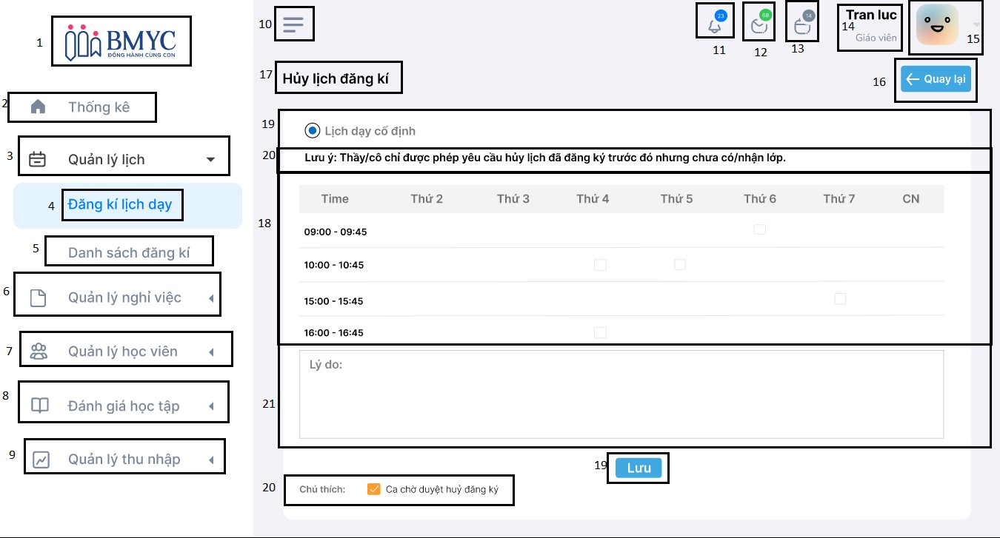 1
BMYC
ĐỒNG HÀNH CÙNG CON
2
Thống kê
3
Quản lý lịch
4
Đăng kí lịch dạy
5
Danh sách đăng kí
6
Quản lý nghỉ việc
7
Quản lý học viên
8
Đánh giá học tập
9
Quản lý thu nhập
10
23
11
68
12
14
13
Tran luc
14
Giáo viên
15
16
Quay lại
17
Hủy lịch đăng kí
19
Lịch dạy cố định
20
Lưu ý: Thầy/cô chỉ được phép yêu cầu hủy lịch đã đăng ký trước đó nhưng chưa có/nhận lớp.
18
Time Thứ 2 Thứ 3 Thứ 4 Thứ 5 Thứ 6 Thứ 7 CN
09:00 - 09:45
10:00 - 10:45
15:00 - 15:45
16:00 - 16:45
21
Lý do:
19
Lưu
20
Chú thích: Ca chờ duyệt huỷ đăng ký